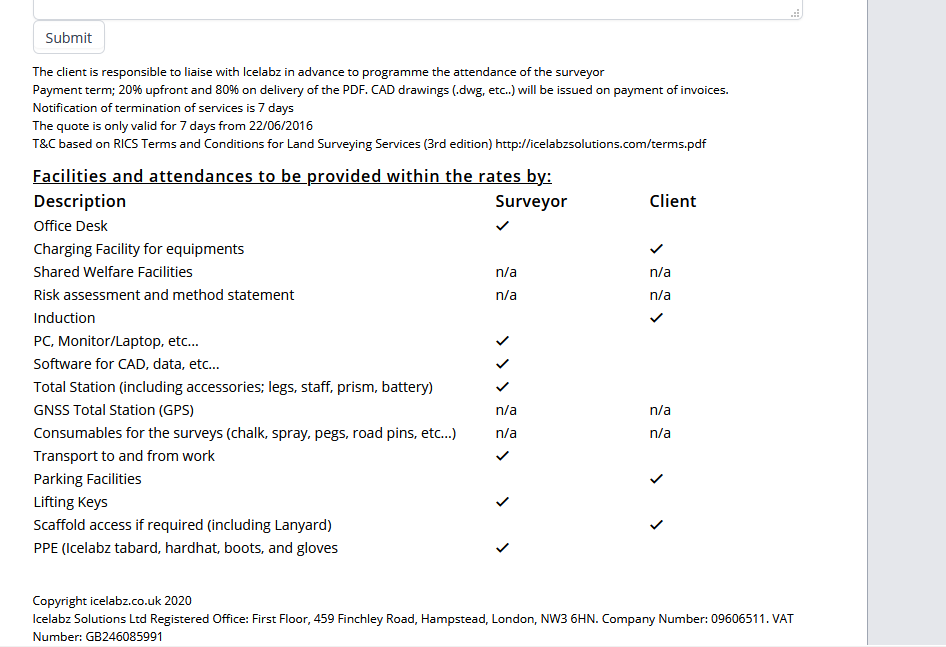 Submit
The client is responsible to liaise with Icelabz in advance to programme the attendance of the surveyor
Payment term; 20% upfront and 80% on delivery of the PDF. CAD drawings (.dwg, etc..) will be issued on payment of invoices.
Notification of termination of services is 7 days
The quote is only valid for 7 days from 22/06/2016
T&C based on RICS Terms and Conditions for Land Surveying Services (3rd edition) http://icelabzsolutions.com/terms.pdf
Facilities and attendances to be provided within the rates by:
Description Surveyor Client
Office Desk ✓
Charging Facility for equipments ✓
Shared Welfare Facilities n/a n/a
Risk assessment and method statement n/a n/a
Induction ✓
PC, Monitor/Laptop, etc... ✓
Software for CAD, data, etc... ✓
Total Station (including accessories; legs, staff, prism, battery) ✓
GNSS Total Station (GPS) n/a n/a
Consumables for the surveys (chalk, spray, pegs, road pins, etc...) n/a n/a
Transport to and from work ✓
Parking Facilities ✓
Lifting Keys ✓
Scaffold access if required (including Lanyard) ✓
PPE (Icelabz tabard, hardhat, boots, and gloves ✓
Copyright icelabz.co.uk 2020
Icelabz Solutions Ltd Registered Office: First Floor, 459 Finchley Road, Hampstead, London, NW3 6HN. Company Number: 09606511. VAT
Number: GB246085991